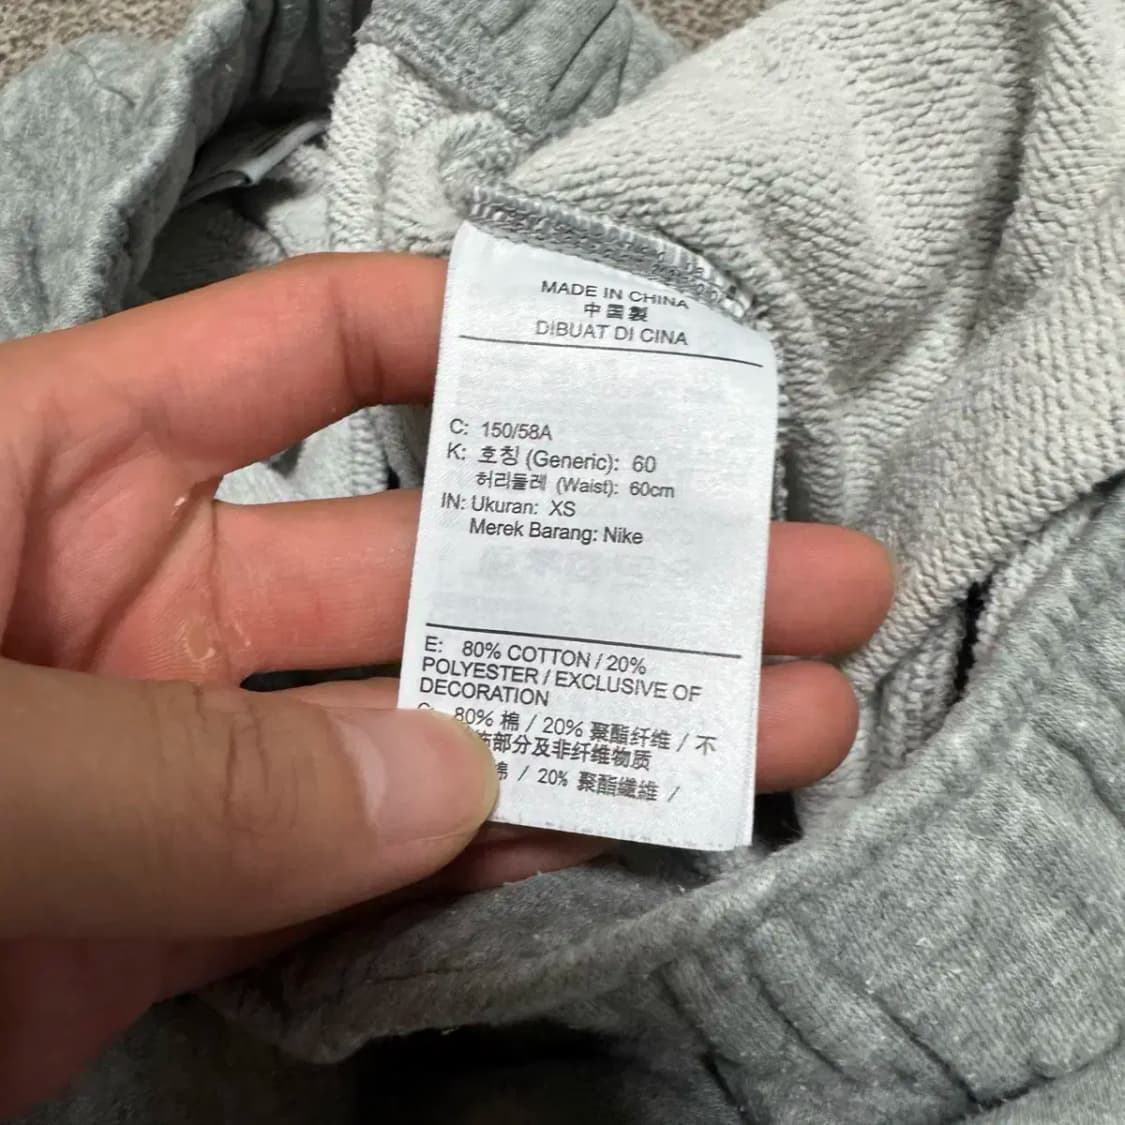 MADE IN CHINA
中国製
DIBUAT DI CINA
C: 150/58A
K: 호칭 (Generic): 60
허리둘레 (Waist): 60cm
IN: Ukuran: XS
Merek Barang: Nike
E: 80% COTTON / 20%
POLYESTER / EXCLUSIVE OF
DECORATION
80% 棉 / 20% 聚酯纤维 / 不
部分及非纤维物质
棉 / 20% 聚酯纖維 /